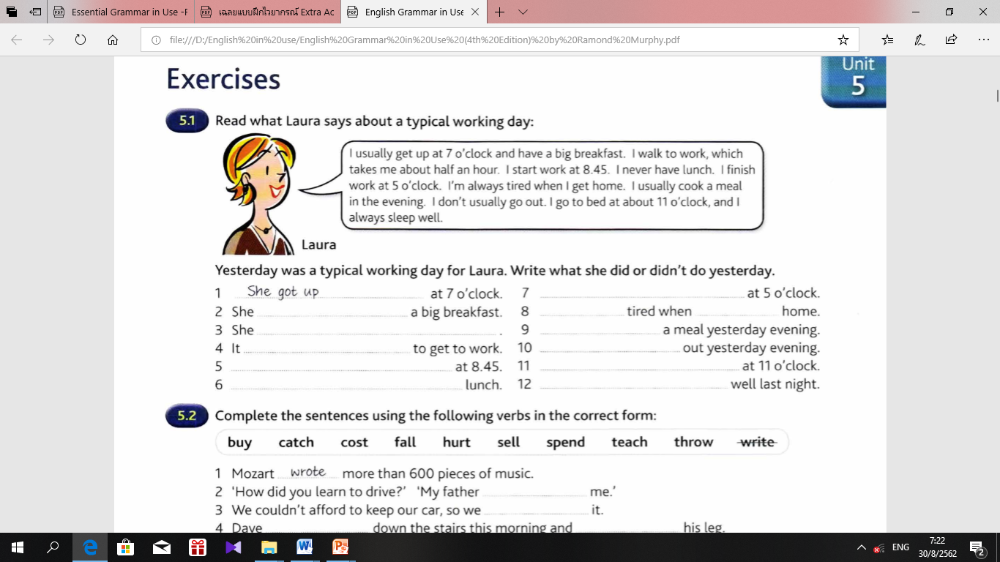 Essential Grammar in Use -F
เฉลยแบบฝึกไยากรณ์ Extra Ac
English Grammar in Use
file:///D:/English%20in%20use/English%20Grammar%20in%20Use%20(4th%20Edition)%20by%20Ramond%20Murphy.pdf
Exercises
Unit
5
5.1 Read what Laura says about a typical working day:
I usually get up at 7 o'clock and have a big breakfast. I walk to work, which
takes me about half an hour. I start work at 8.45. I never have lunch. I finish
work at 5 o'clock. I'm always tired when I get home. I usually cook a meal
in the evening. I don't usually go out. I go to bed at about 11 o'clock, and I
always sleep well.
Laura
Yesterday was a typical working day for Laura. Write what she did or didn't do yesterday.
1 She got up at 7 o'clock.
2 She a big breakfast.
3 She .
4 It to get to work.
5 at 8.45.
6 lunch.
7 at 5 o'clock.
8 tired when home.
9 a meal yesterday evening.
10 out yesterday evening.
11 at 11 o'clock.
12 well last night.
5.2 Complete the sentences using the following verbs in the correct form:
buy catch cost fall hurt sell spend teach throw write
1 Mozart wrote more than 600 pieces of music.
2 'How did you learn to drive?' 'My father me.'
3 We couldn't afford to keep our car, so we it.
4 Dave down the stairs this morning and his leg.
ENG
7:22
30/8/2562
2